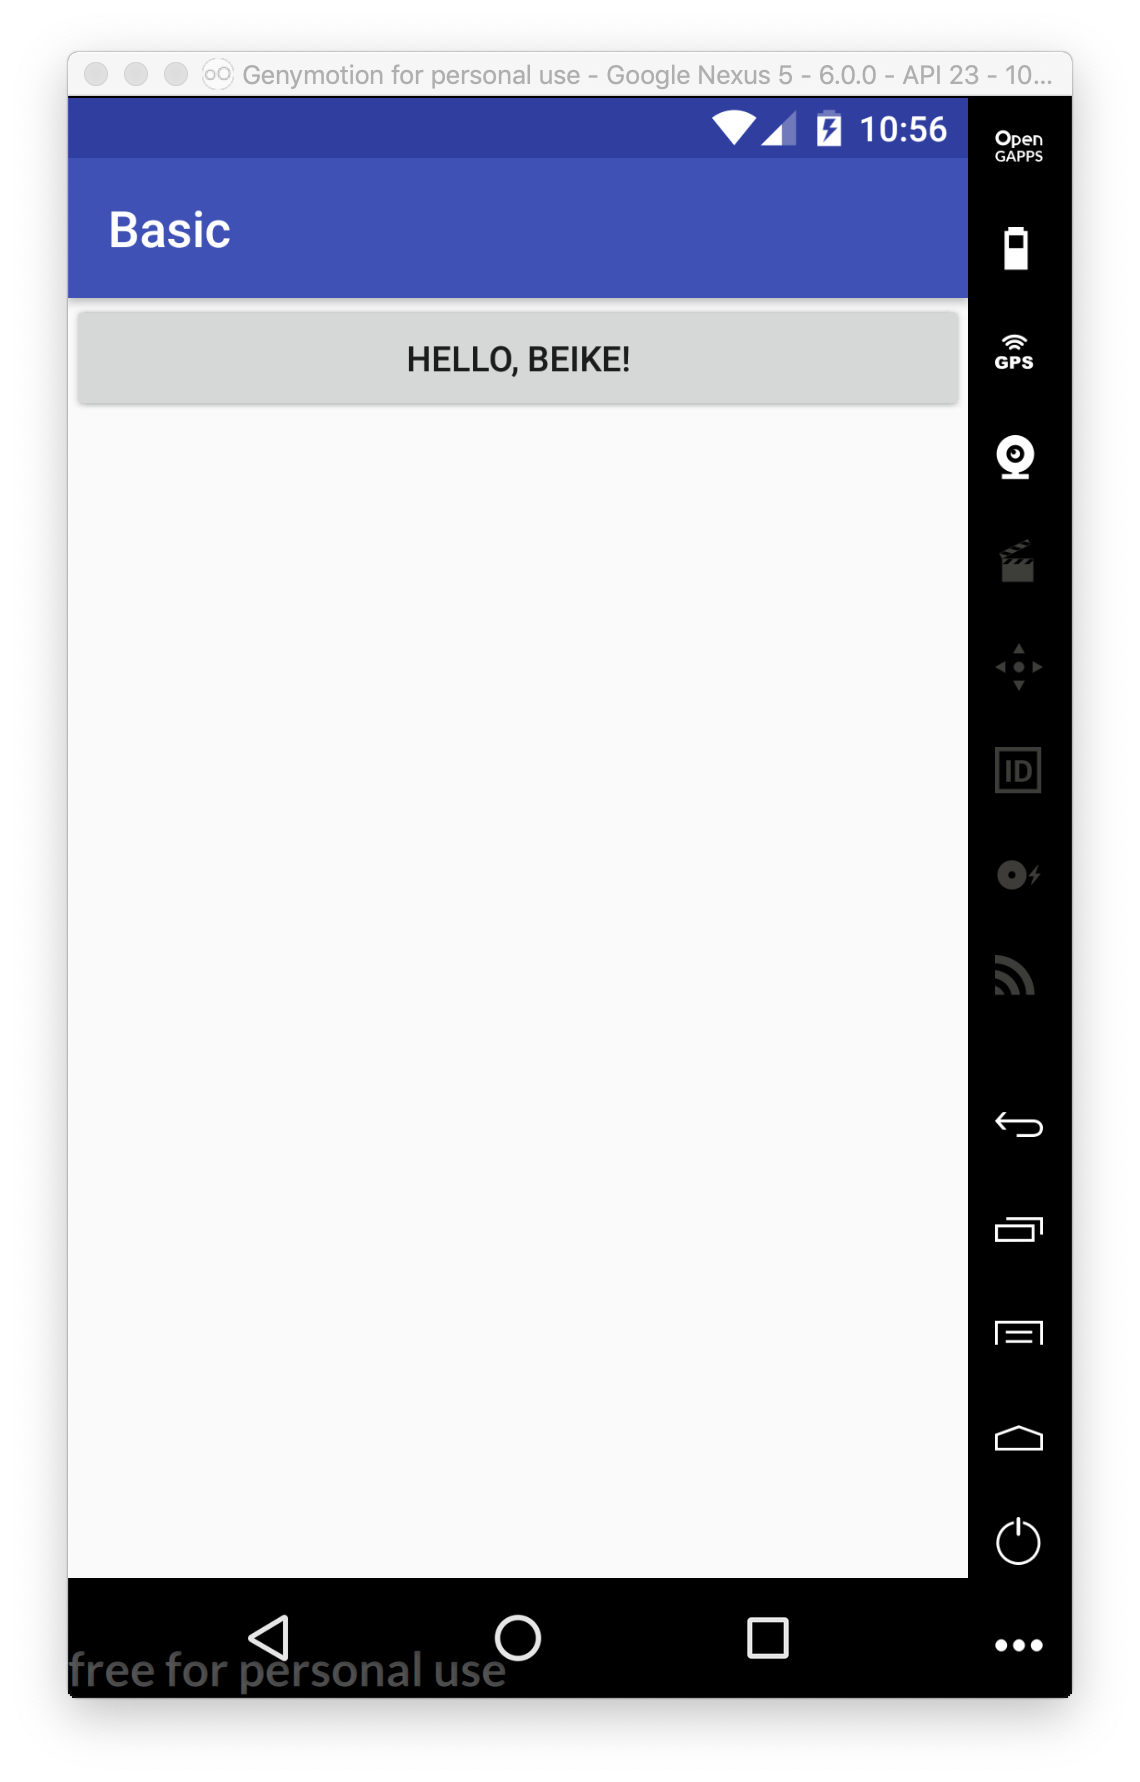 Genymotion for personal use - Google Nexus 5 - 6.0.0 - API 23 - 10...
10:56
Open
GAPPS
Basic
GPS
HELLO, BEIKE!
ID
free for personal use